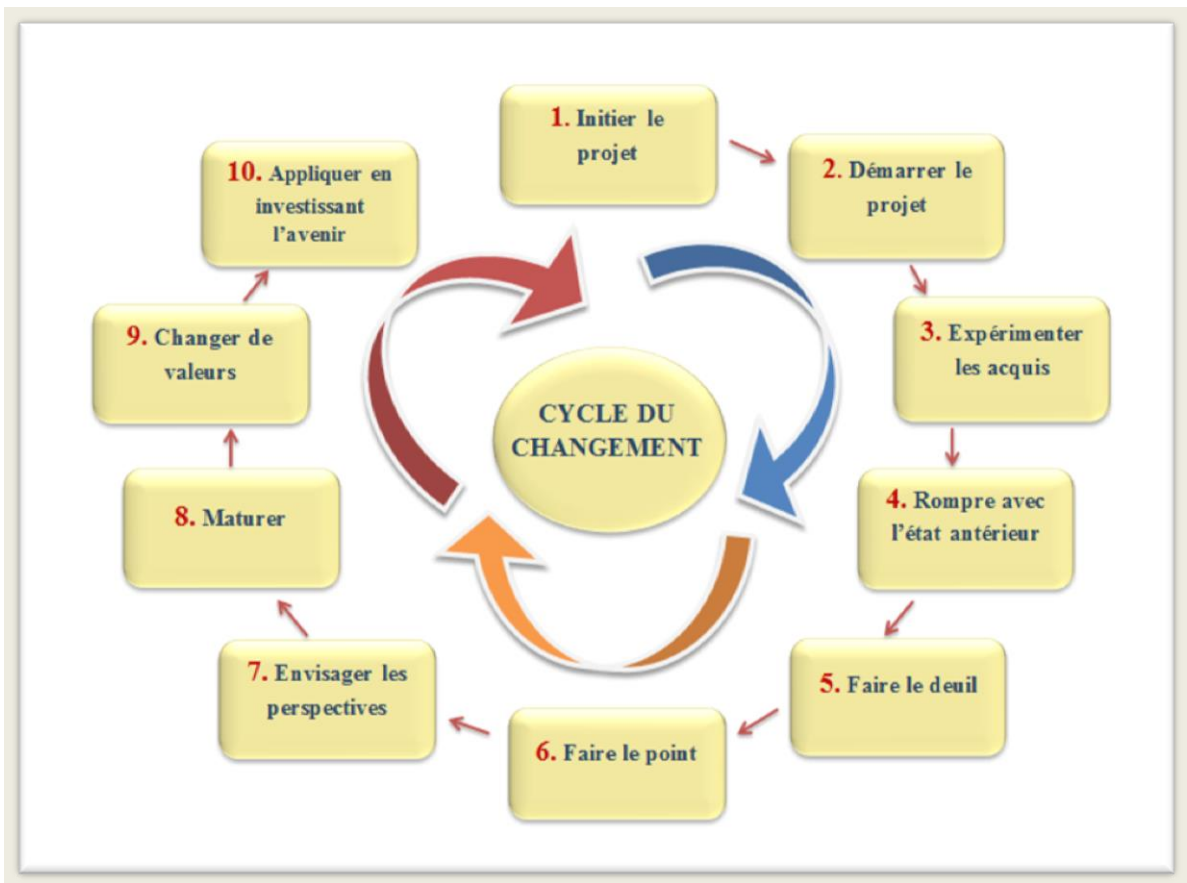 1. Initier le
projet
2. Démarrer le
projet
3. Expérimenter
les acquis
4. Rompre avec
l'état antérieur
5. Faire le deuil
6. Faire le point
7. Envisager les
perspectives
8. Maturer
9. Changer de
valeurs
10. Appliquer en
investissant
l'avenir
CYCLE DU
CHANGEMENT